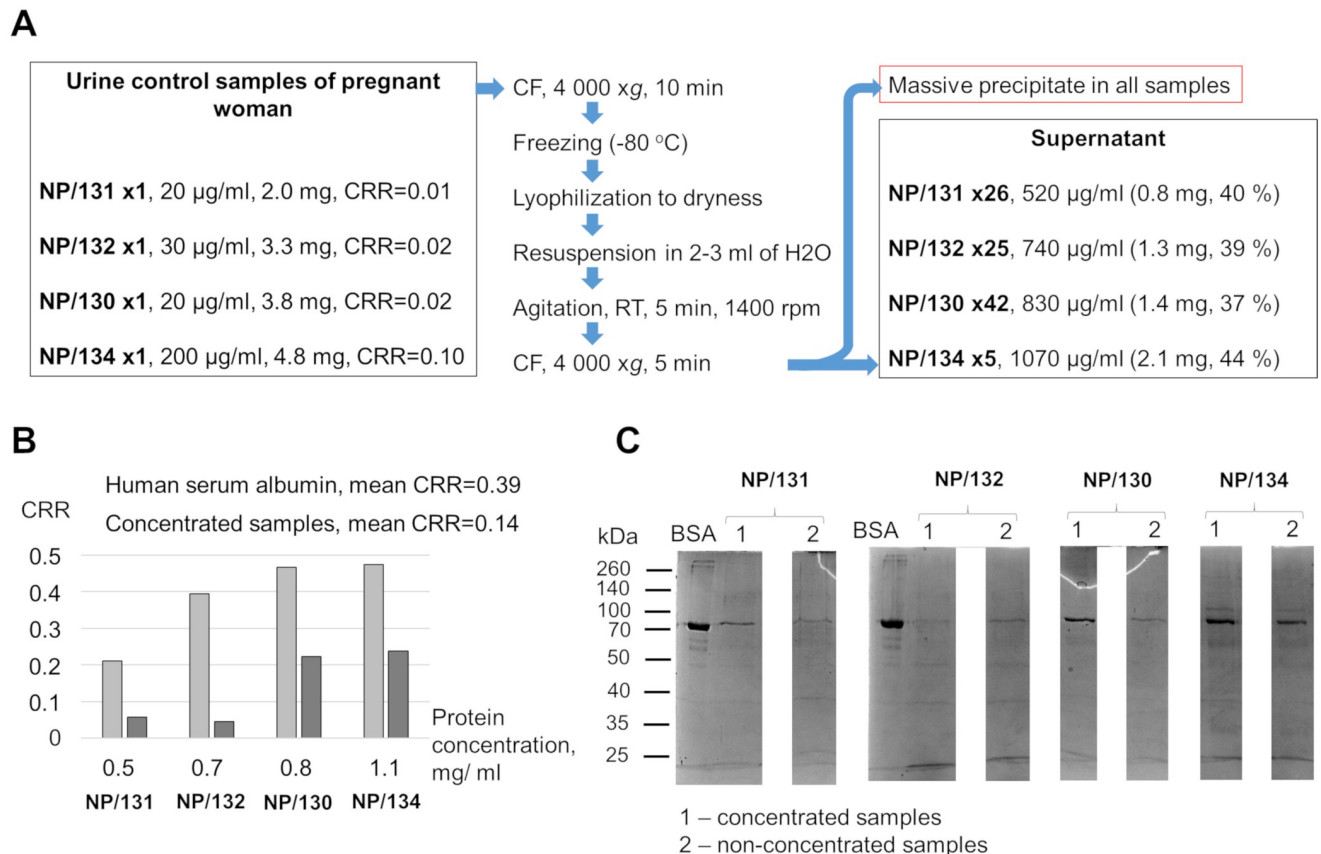 A
Urine control samples of pregnant
woman
NP/131 x1, 20 µg/ml, 2.0 mg, CRR=0.01
NP/132 x1, 30 µg/ml, 3.3 mg, CRR=0.02
NP/130 x1, 20 µg/ml, 3.8 mg, CRR=0.02
NP/134 x1, 200 µg/ml, 4.8 mg, CRR=0.10
CF, 4 000 xg, 10 min
Freezing (-80 °C)
Lyophilization to dryness
Resuspension in 2-3 ml of H2O
Agitation, RT, 5 min, 1400 rpm
CF, 4 000 xg, 5 min
Massive precipitate in all samples
Supernatant
NP/131 x26, 520 µg/ml (0.8 mg, 40 %)
NP/132 x25, 740 µg/ml (1.3 mg, 39 %)
NP/130 x42, 830 µg/ml (1.4 mg, 37 %)
NP/134 x5, 1070 µg/ml (2.1 mg, 44 %)
B
Human serum albumin, mean CRR=0.39
CRR
Concentrated samples, mean CRR=0.14
0.5
0.4
0.3
0.2
0.1
0
Protein
concentration,
mg/ ml
0.5 0.7 0.8 1.1
NP/131 NP/132 NP/130 NP/134
C
NP/131 NP/132 NP/130 NP/134
kDa BSA 1 2 BSA 1 2 1 2 1 2
260
140
100
70
50
40
35
25
1 – concentrated samples
2 – non-concentrated samples